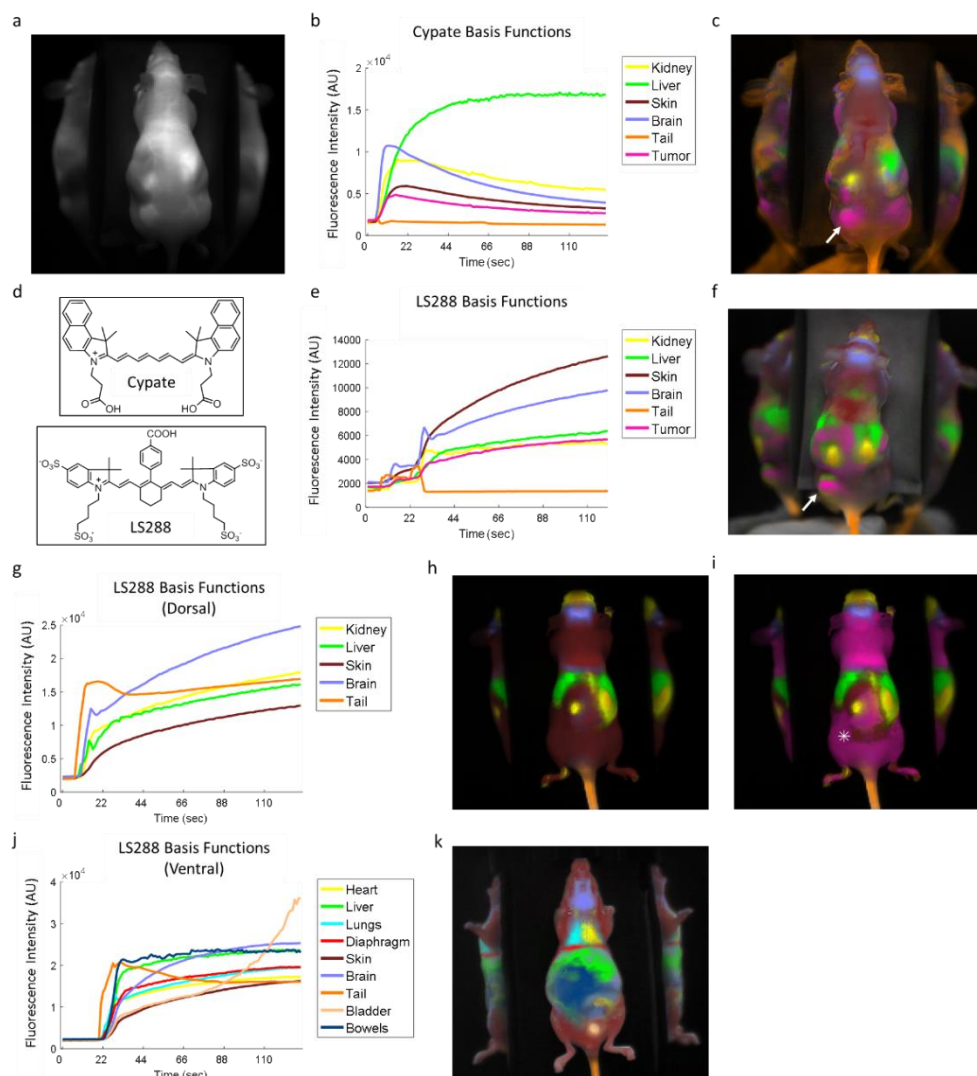 a
b
Cypate Basis Functions
Fluorescence Intensity (AU)
2
1.5
1
0.5
0
x 10⁴
0 22 44 66 88 110
Time (sec)
Kidney
Liver
Skin
Brain
Tail
Tumor
c
d
Cypate
N
+
N
O
OH
HO
O
LS288
COOH
⁻O₃S
SO₃⁻
N
+
N
SO₃⁻
SO₃⁻
e
LS288 Basis Functions
Fluorescence Intensity (AU)
14000
12000
10000
8000
6000
4000
2000
0
0 22 44 66 88 110
Time (sec)
Kidney
Liver
Skin
Brain
Tail
Tumor
f
g
LS288 Basis Functions
(Dorsal)
Fluorescence Intensity (AU)
x 10⁴
2.5
2
1.5
1
0.5
0
0 22 44 66 88 110
Time (sec)
Kidney
Liver
Skin
Brain
Tail
h
i
*
j
LS288 Basis Functions
(Ventral)
Fluorescence Intensity (AU)
x 10⁴
4
3
2
1
0
0 22 44 66 88 110
Time (sec)
Heart
Liver
Lungs
Diaphragm
Skin
Brain
Tail
Bladder
Bowels
k